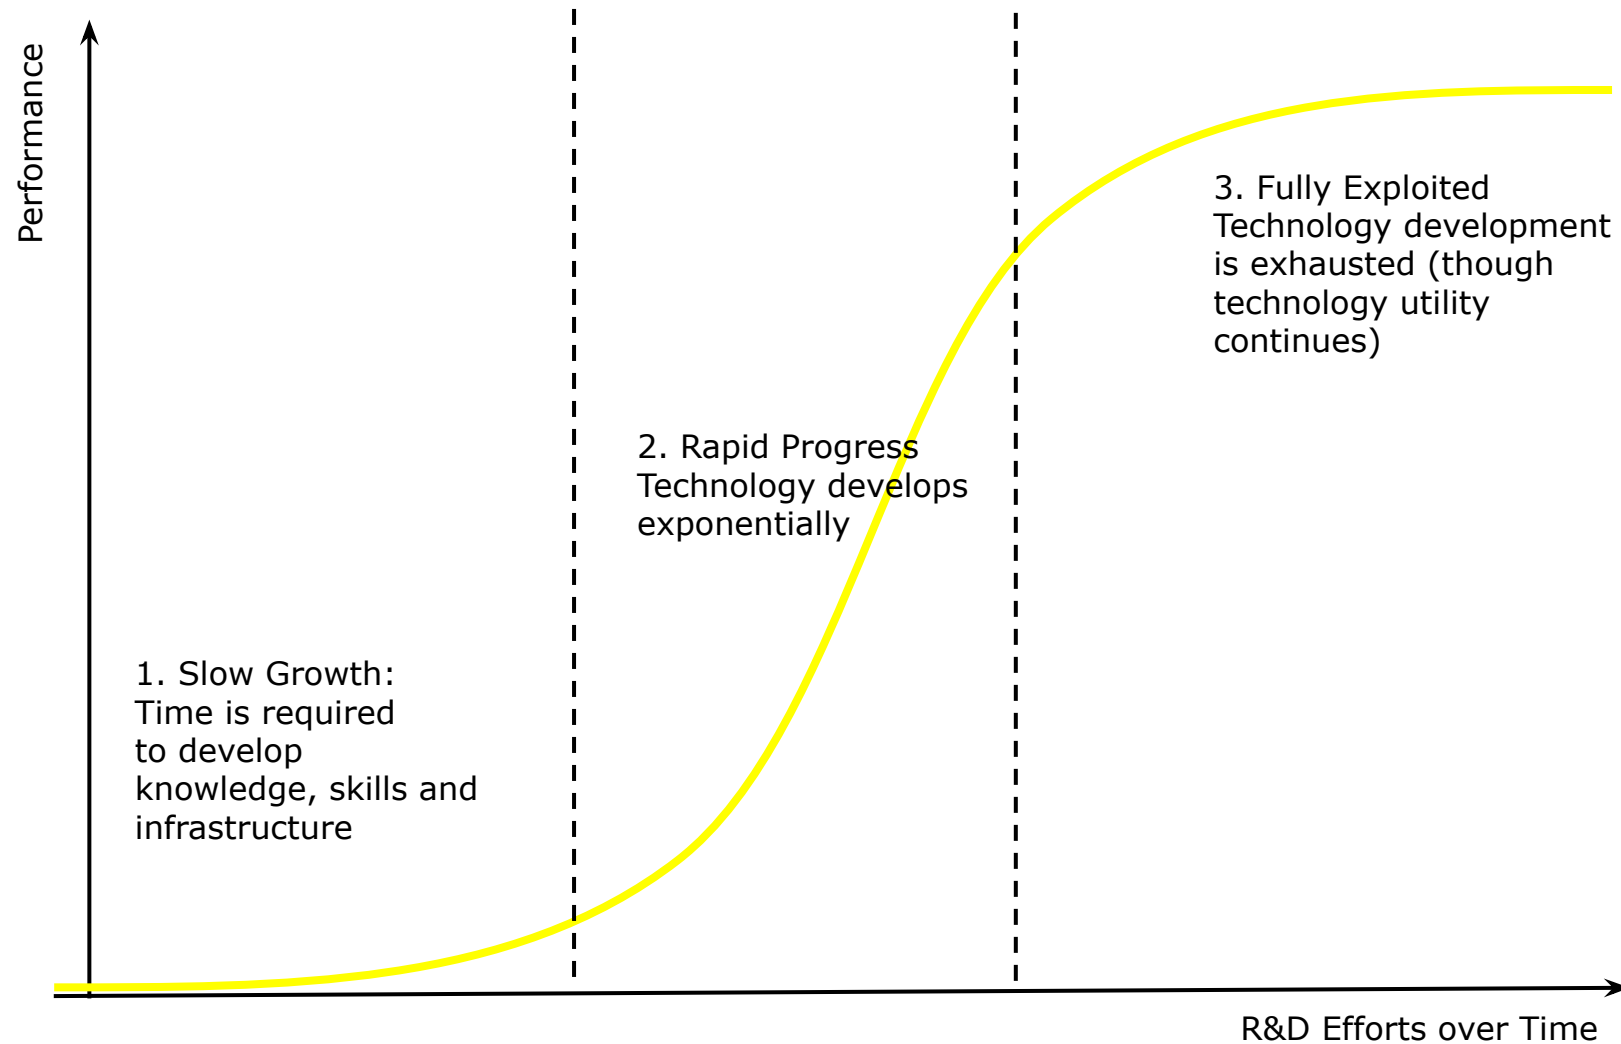 Performance
3. Fully Exploited
Technology development
is exhausted (though
technology utility
continues)
2. Rapid Progress
Technology develops
exponentially
1. Slow Growth:
Time is required
to develop
knowledge, skills and
infrastructure
R&D Efforts over Time